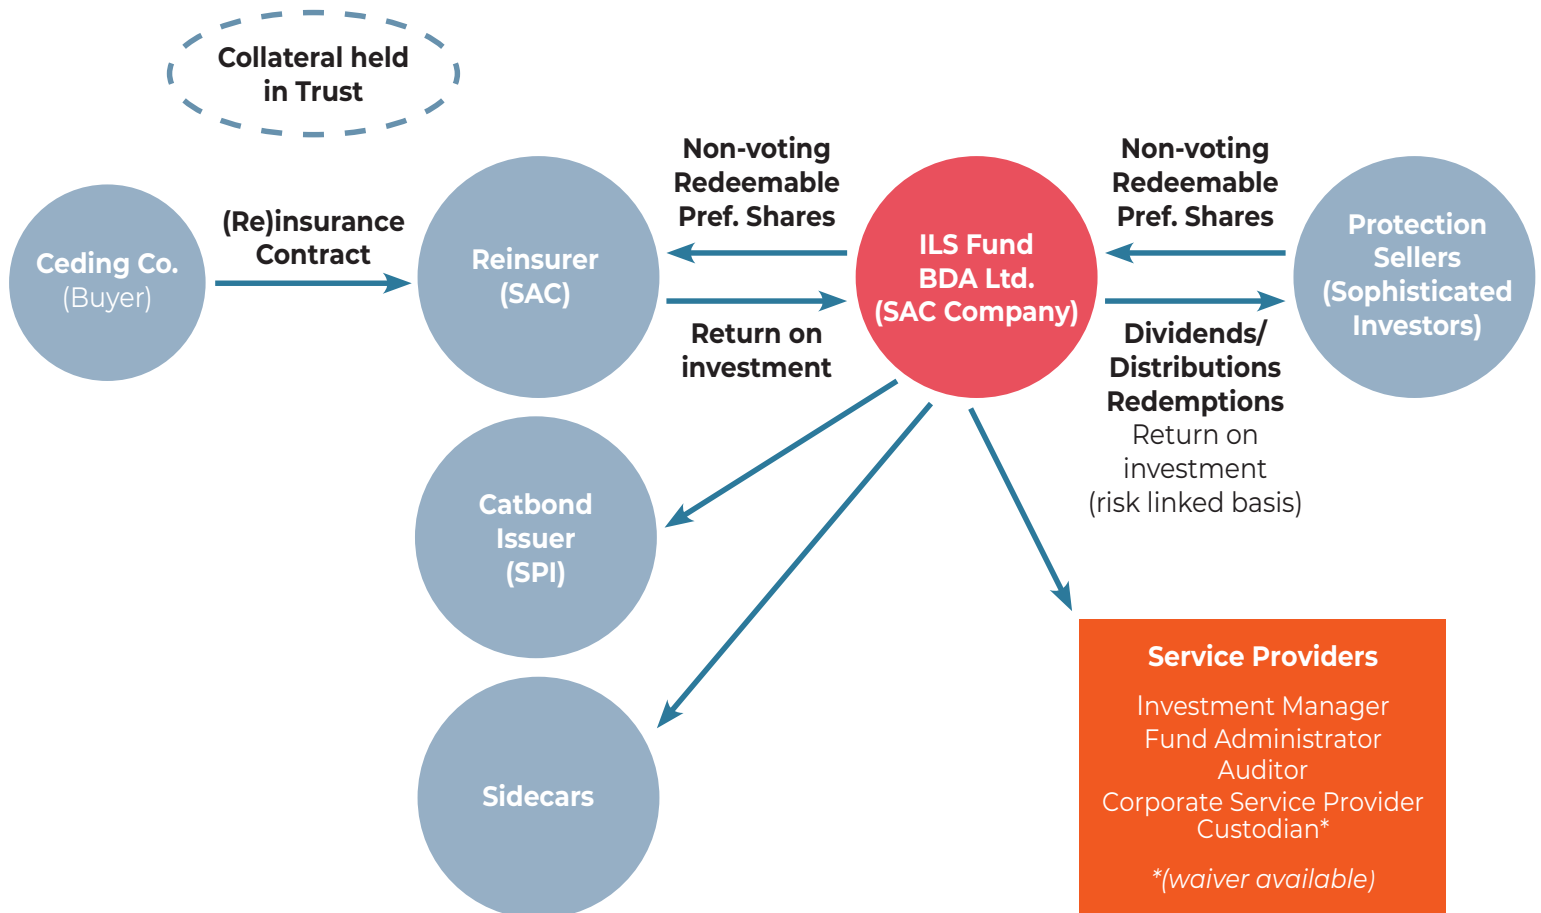 Collateral held
in Trust
Ceding Co.
(Buyer)
(Re)insurance
Contract
Reinsurer
(SAC)
Non-voting
Redeemable
Pref. Shares
Return on
investment
ILS Fund
BDA Ltd.
(SAC Company)
Non-voting
Redeemable
Pref. Shares
Dividends/
Distributions
Redemptions
Return on
investment
(risk linked basis)
Protection
Sellers
(Sophisticated
Investors)
Catbond
Issuer
(SPI)
Sidecars
Service Providers
Investment Manager
Fund Administrator
Auditor
Corporate Service Provider
Custodian*
*(waiver available)